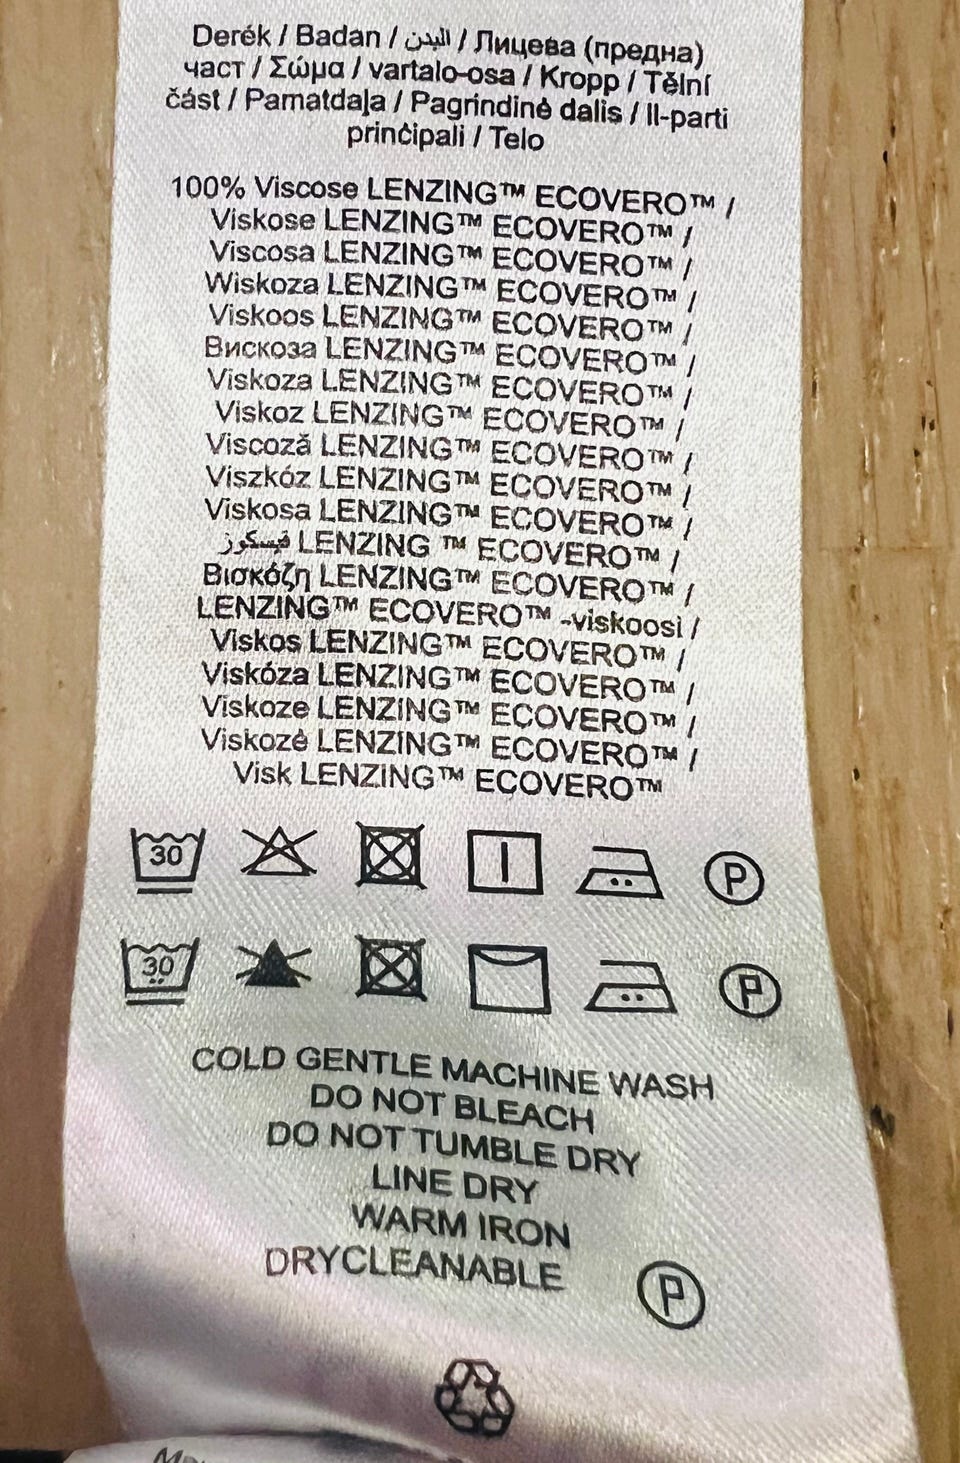 Derék / Badan / البدن / Лицева (предна)
част / Σώμα / vartalo-osa / Kropp / Tělní
část / Pamatdaļa / Pagrindinė dalis / Il-parti
prinċipali / Telo
100% Viscose LENZING™ ECOVERO™ /
Viskose LENZING™ ECOVERO™ /
Viscosa LENZING™ ECOVERO™ /
Wiskoza LENZING™ ECOVERO™ /
Viskoos LENZING™ ECOVERO™ /
Вискоза LENZING™ ECOVERO™ /
Viskoza LENZING™ ECOVERO™ /
Viskoz LENZING™ ECOVERO™ /
Viscoză LENZING™ ECOVERO™ /
Viszkóz LENZING™ ECOVERO™ /
Viskosa LENZING™ ECOVERO™ /
فيسكوز LENZING ™ ECOVERO™ /
Βισκόζη LENZING™ ECOVERO™ /
LENZING™ ECOVERO™ -viskoosi /
Viskos LENZING™ ECOVERO™ /
Viskóza LENZING™ ECOVERO™ /
Viskoze LENZING™ ECOVERO™ /
Viskozė LENZING™ ECOVERO™ /
Visk LENZING™ ECOVERO™
30 P
30 P
COLD GENTLE MACHINE WASH
DO NOT BLEACH
DO NOT TUMBLE DRY
LINE DRY
WARM IRON
DRYCLEANABLE P